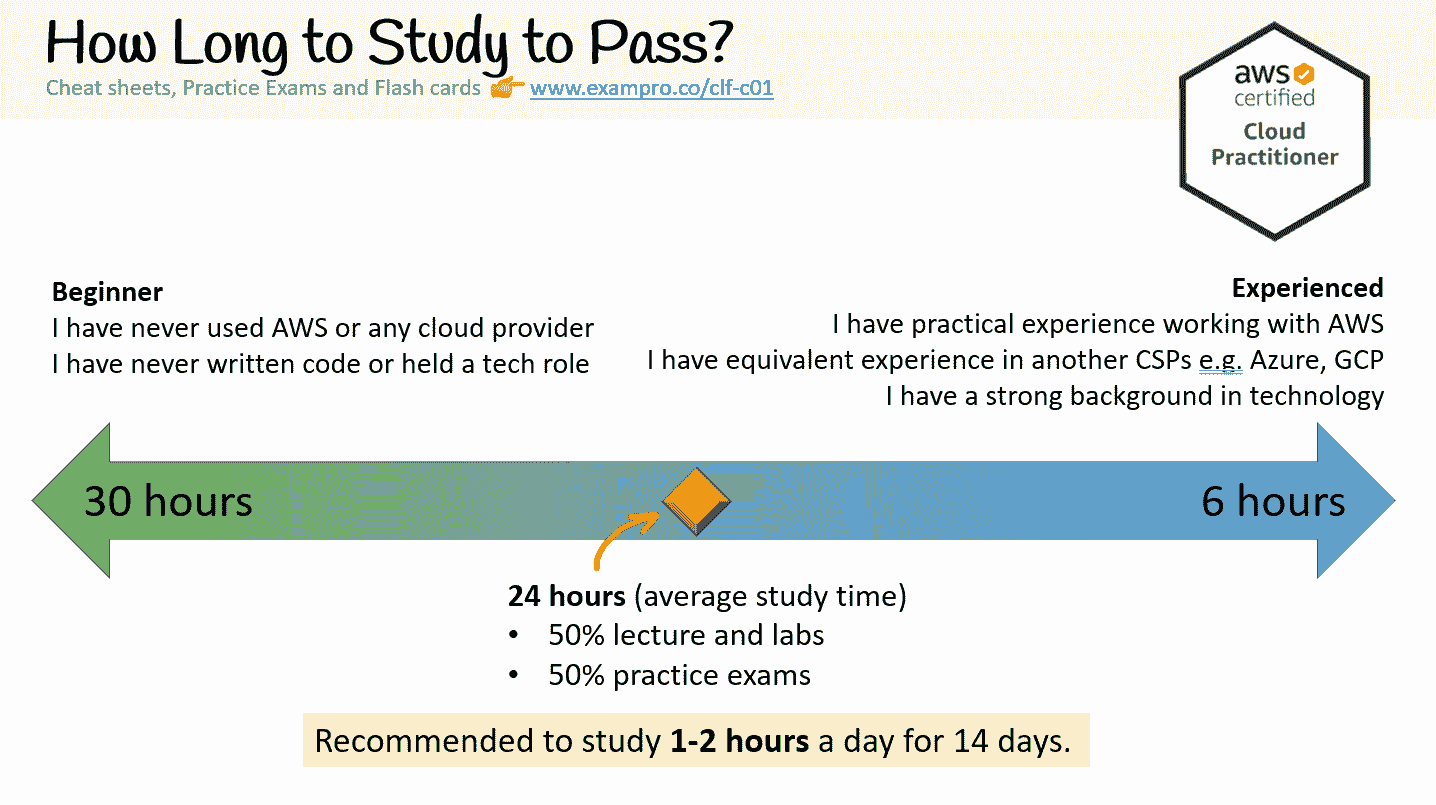 How Long to Study to Pass?
Cheat sheets, Practice Exams and Flash cards 👉 www.exampro.co/clf-c01
aws
certified
Cloud
Practitioner
Beginner
I have never used AWS or any cloud provider
I have never written code or held a tech role
Experienced
I have practical experience working with AWS
I have equivalent experience in another CSPs e.g. Azure, GCP
I have a strong background in technology
30 hours
6 hours
24 hours (average study time)
• 50% lecture and labs
• 50% practice exams
Recommended to study 1-2 hours a day for 14 days.